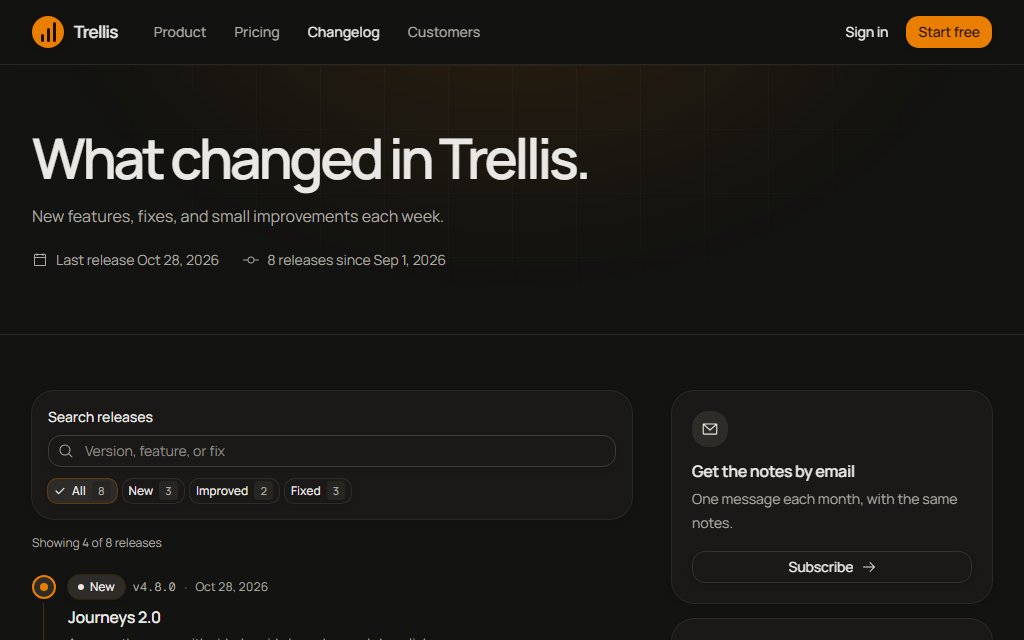 Trellis
Product
Pricing
Changelog
Customers
Sign in
Start free
What changed in Trellis.
New features, fixes, and small improvements each week.
Last release Oct 28, 2026
8 releases since Sep 1, 2026
Search releases
Version, feature, or fix
All 8
New 3
Improved 2
Fixed 3
Showing 4 of 8 releases
New v4.8.0 · Oct 28, 2026
Journeys 2.0
Get the notes by email
One message each month, with the same
notes.
Subscribe